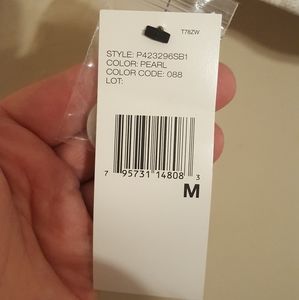 T78ZW
STYLE: P423296SB1
COLOR: PEARL
COLOR CODE: 088
LOT:
7 95731 14808 3
M